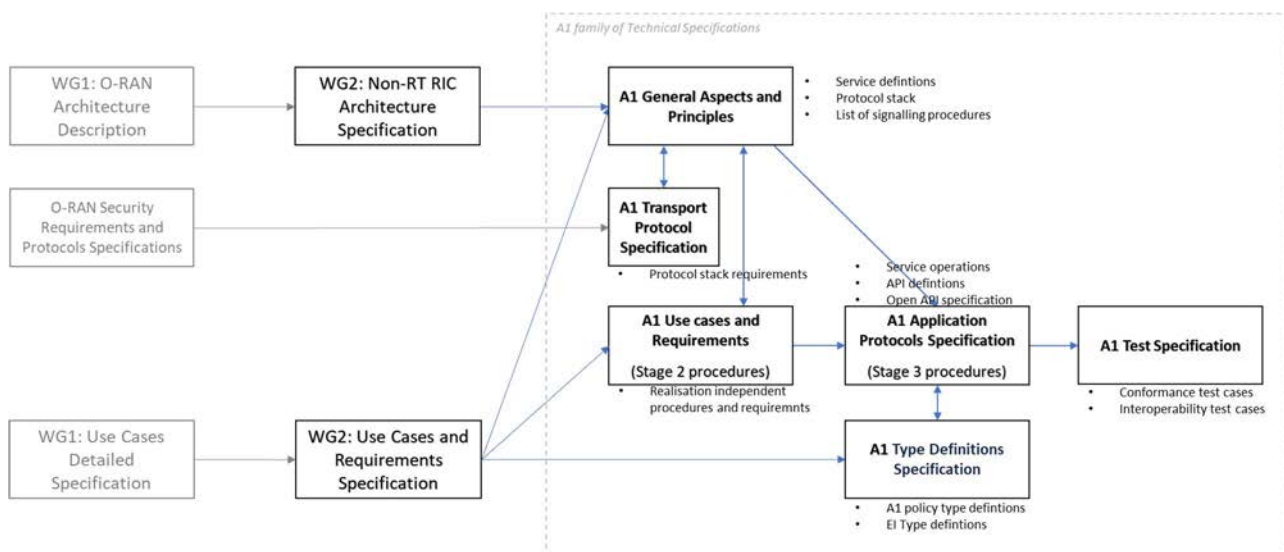 A1 family of Technical Specifications
WG1: O-RAN
Architecture
Description
WG2: Non-RT RIC
Architecture
Specification
A1 General Aspects and
Principles
• Service defintions
• Protocol stack
• List of signalling procedures
O-RAN Security
Requirements and
Protocols Specifications
A1 Transport
Protocol
Specification
• Protocol stack requirements
• Service operations
• API defintions
• Open API specification
A1 Use cases and
Requirements
(Stage 2 procedures)
• Realisation independent
procedures and requiremnts
A1 Application
Protocols Specification
(Stage 3 procedures)
A1 Test Specification
• Conformance test cases
• Interoperability test cases
WG1: Use Cases
Detailed
Specification
WG2: Use Cases and
Requirements
Specification
A1 Type Definitions
Specification
• A1 policy type defintions
• EI Type defintions